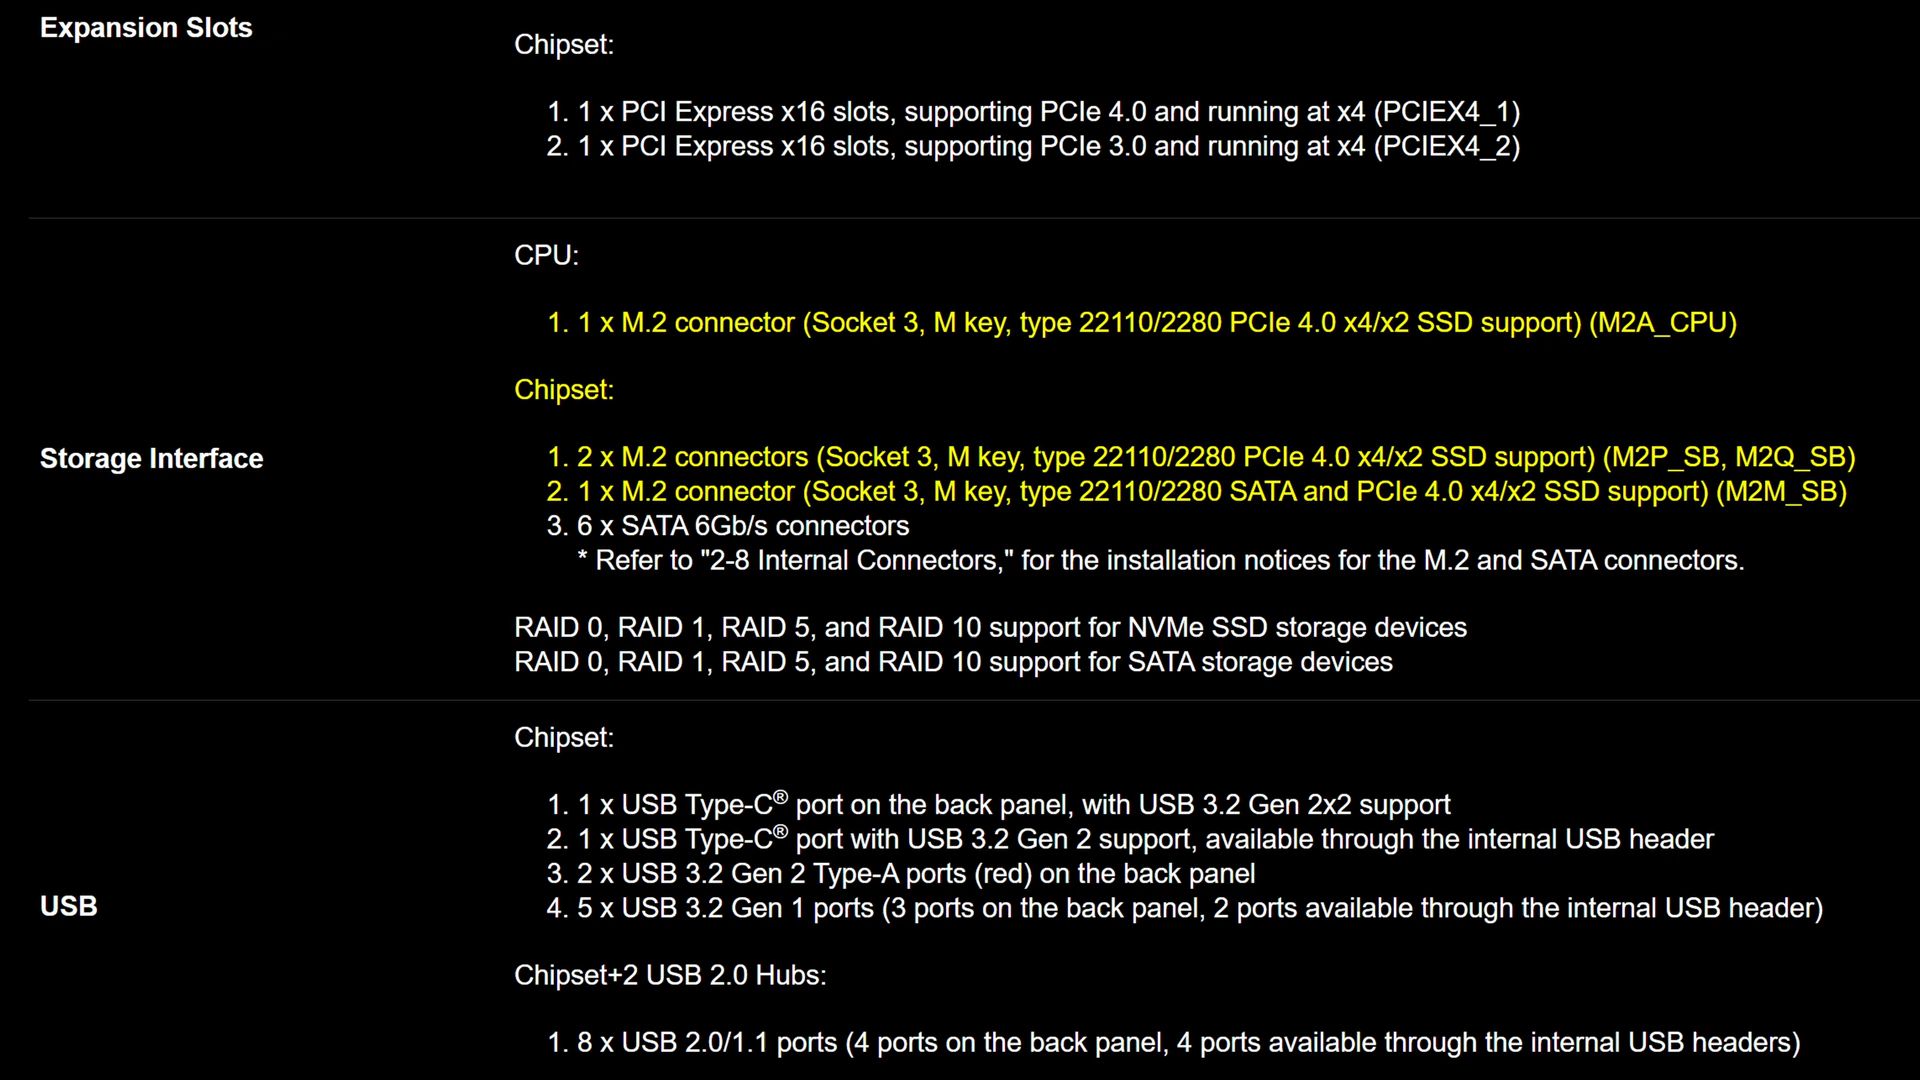 Expansion Slots
Chipset:
1. 1 x PCI Express x16 slots, supporting PCIe 4.0 and running at x4 (PCIEX4_1)
2. 1 x PCI Express x16 slots, supporting PCIe 3.0 and running at x4 (PCIEX4_2)
Storage Interface
CPU:
1. 1 x M.2 connector (Socket 3, M key, type 22110/2280 PCIe 4.0 x4/x2 SSD support) (M2A_CPU)
Chipset:
1. 2 x M.2 connectors (Socket 3, M key, type 22110/2280 PCIe 4.0 x4/x2 SSD support) (M2P_SB, M2Q_SB)
2. 1 x M.2 connector (Socket 3, M key, type 22110/2280 SATA and PCIe 4.0 x4/x2 SSD support) (M2M_SB)
3. 6 x SATA 6Gb/s connectors
* Refer to "2-8 Internal Connectors," for the installation notices for the M.2 and SATA connectors.
RAID 0, RAID 1, RAID 5, and RAID 10 support for NVMe SSD storage devices
RAID 0, RAID 1, RAID 5, and RAID 10 support for SATA storage devices
USB
Chipset:
1. 1 x USB Type-C® port on the back panel, with USB 3.2 Gen 2x2 support
2. 1 x USB Type-C® port with USB 3.2 Gen 2 support, available through the internal USB header
3. 2 x USB 3.2 Gen 2 Type-A ports (red) on the back panel
4. 5 x USB 3.2 Gen 1 ports (3 ports on the back panel, 2 ports available through the internal USB header)
Chipset+2 USB 2.0 Hubs:
1. 8 x USB 2.0/1.1 ports (4 ports on the back panel, 4 ports available through the internal USB headers)